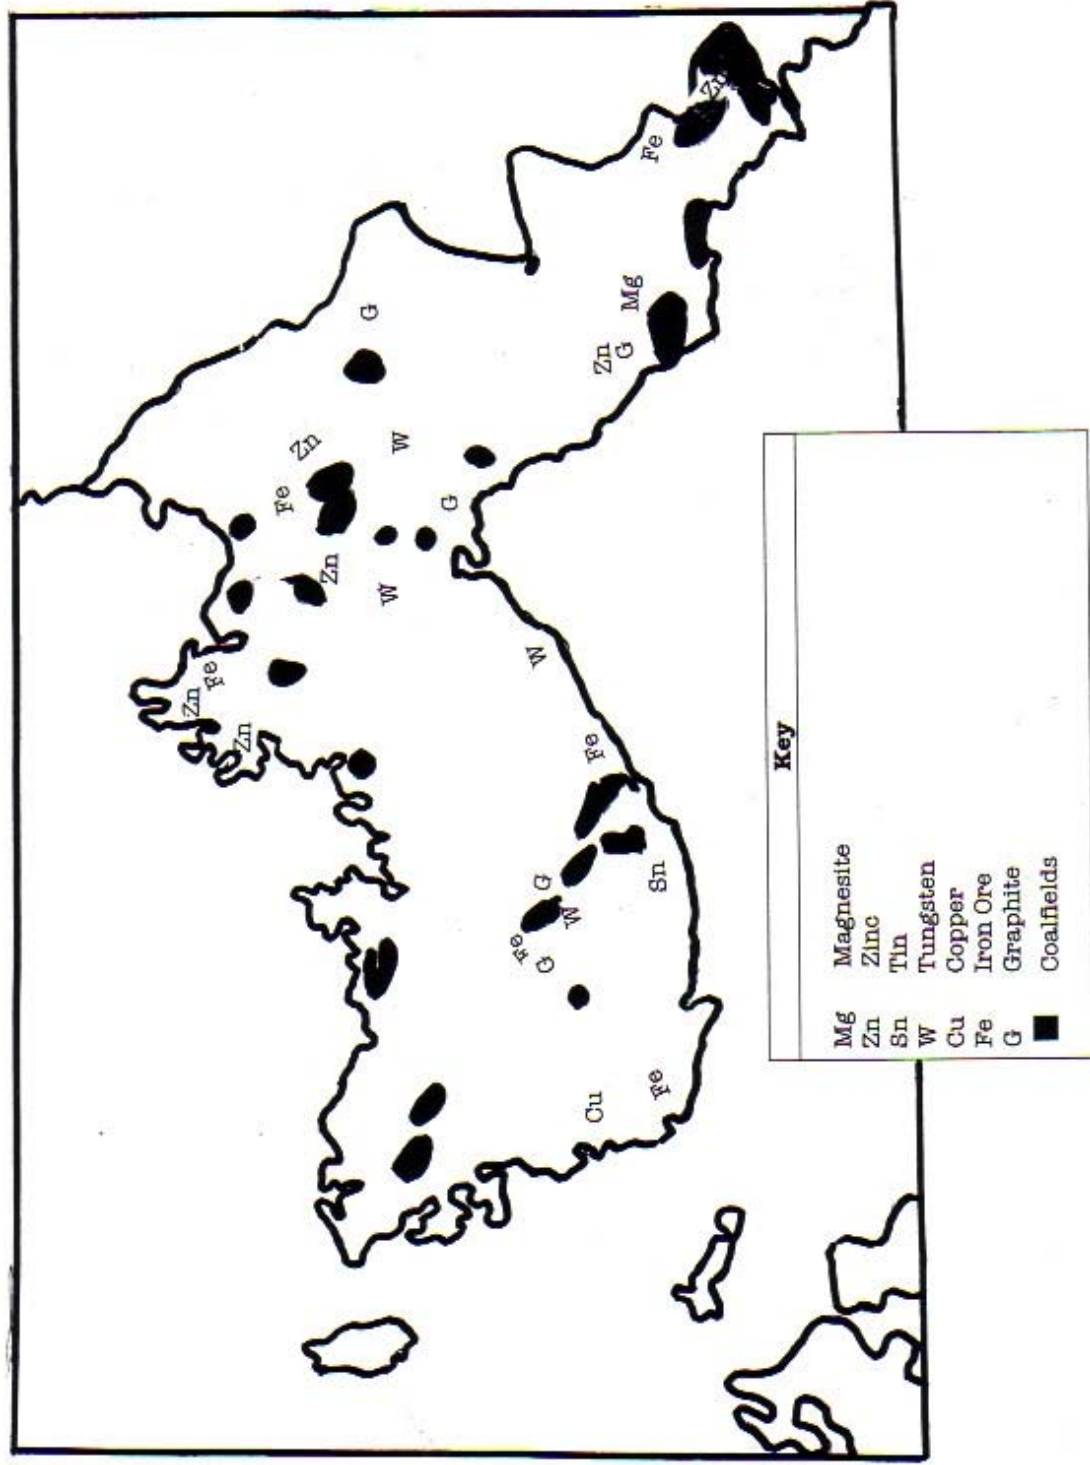 Zn
Fe
Zn
Fe
Zn
Zn
G
W
W
G
Fe
W
G
G
W
Fe
Cu
Zn
G
Mg
Fe
Fe
Sn
Zn
Key
Mg Magnesite
Zn Zinc
Sn Tin
W Tungsten
Cu Copper
Fe Iron Ore
G Graphite
Coalfields